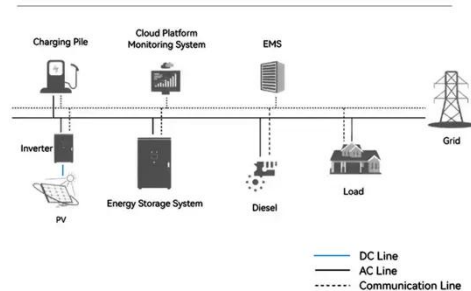 Charging Pile
Cloud Platform
Monitoring System
EMS
Grid
Inverter
PV
Energy Storage System
Diesel
Load
DC Line
AC Line
Communication Line